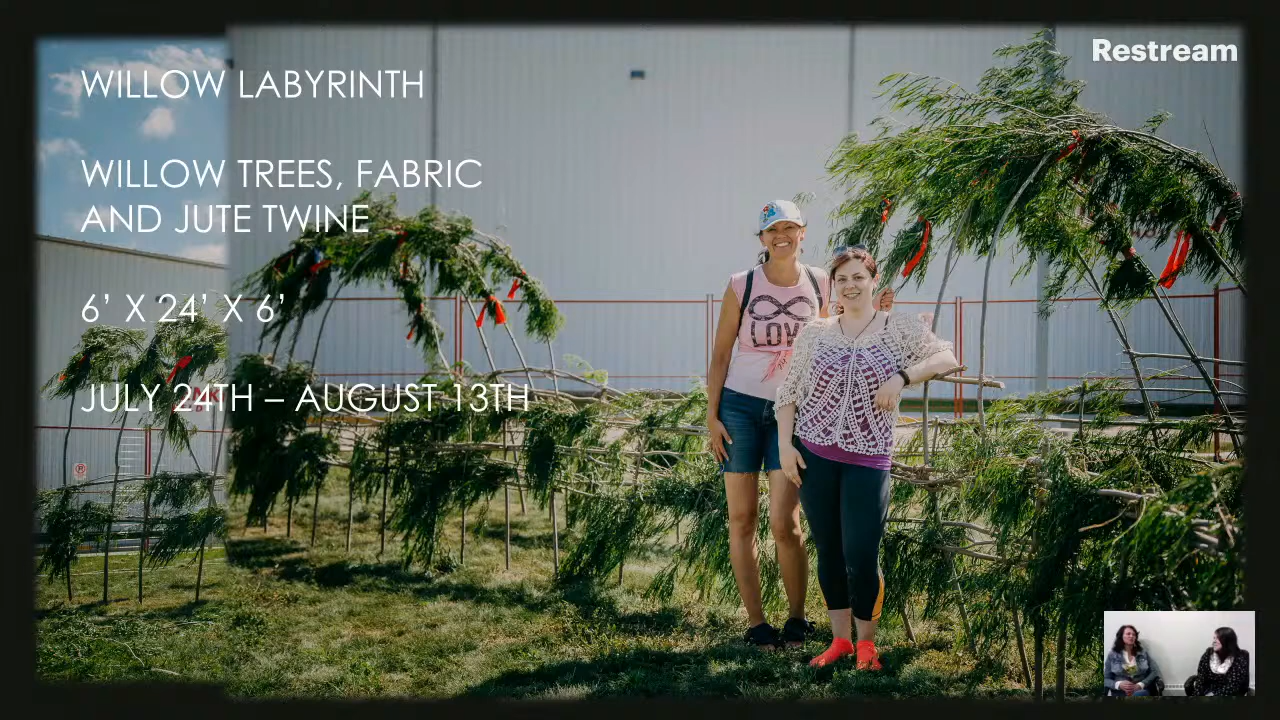 Restream
WILLOW LABYRINTH
WILLOW TREES, FABRIC
AND JUTE TWINE
6’ X 24’ X 6’
JULY 24TH – AUGUST 13TH
LOVE